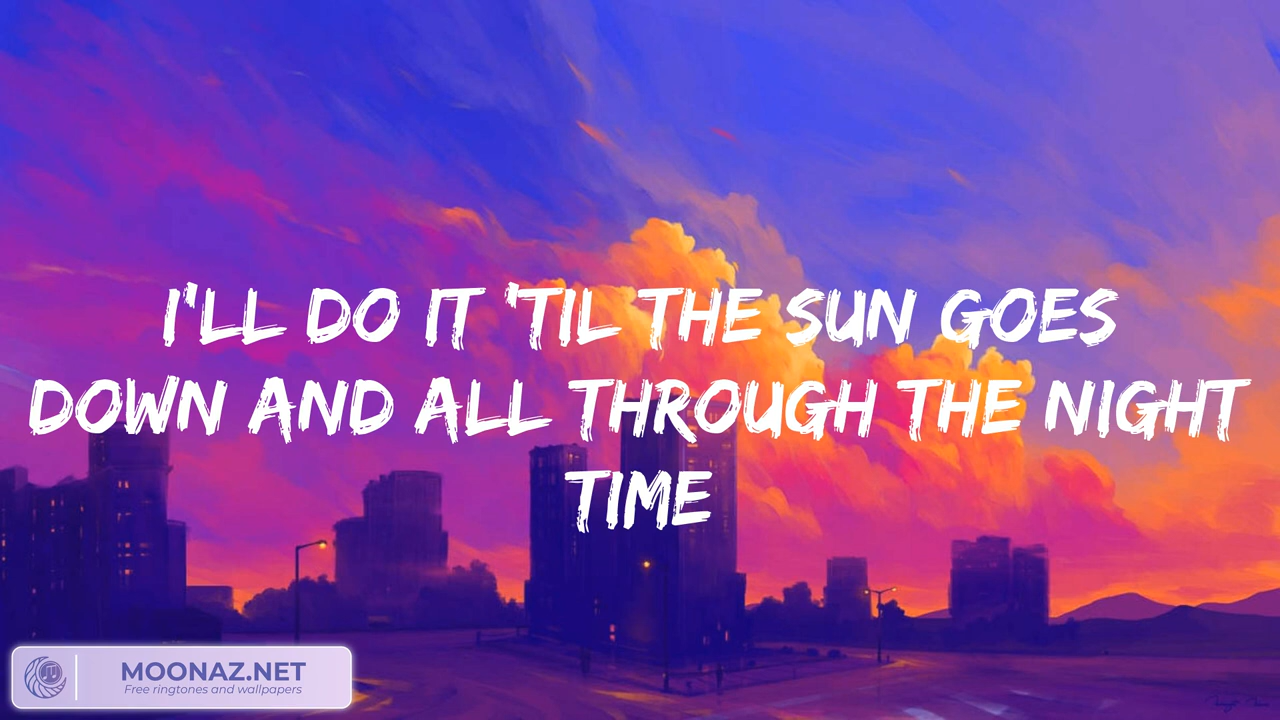 I'LL DO IT 'TIL THE SUN GOES
DOWN AND ALL THROUGH THE NIGHT
TIME
MOONAZ.NET
Free ringtones and wallpapers